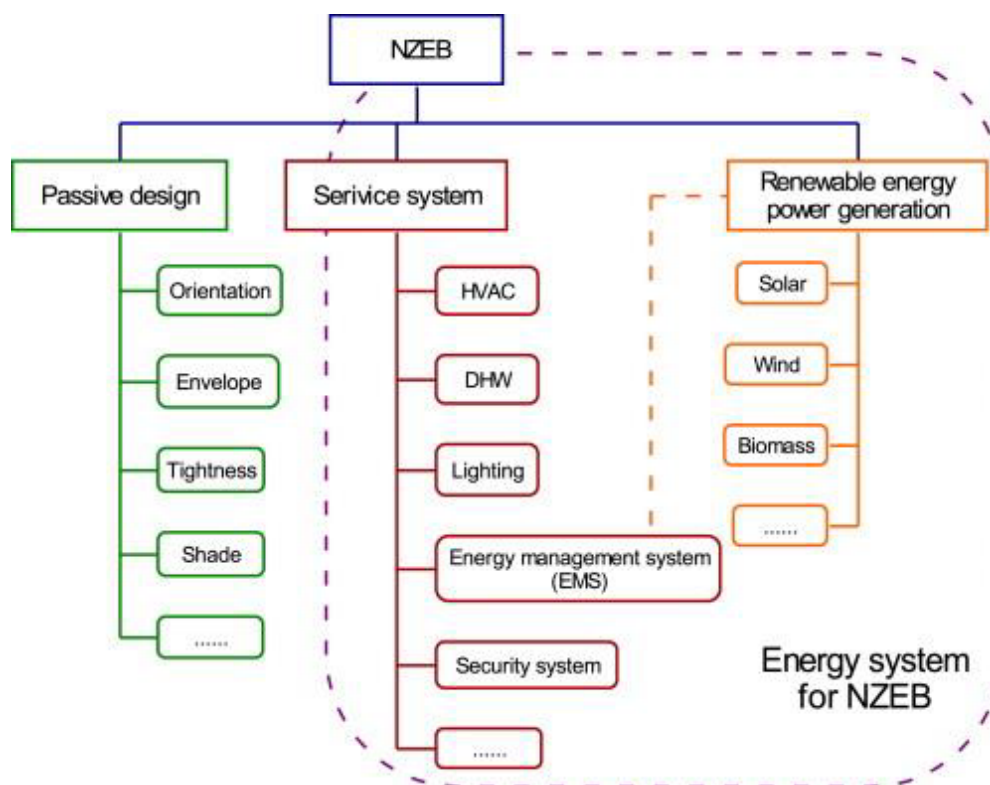 NZEB
Passive design
Orientation
Envelope
Tightness
Shade
......
Serivice system
HVAC
DHW
Lighting
Energy management system
(EMS)
Security system
......
Renewable energy
power generation
Solar
Wind
Biomass
......
Energy system
for NZEB